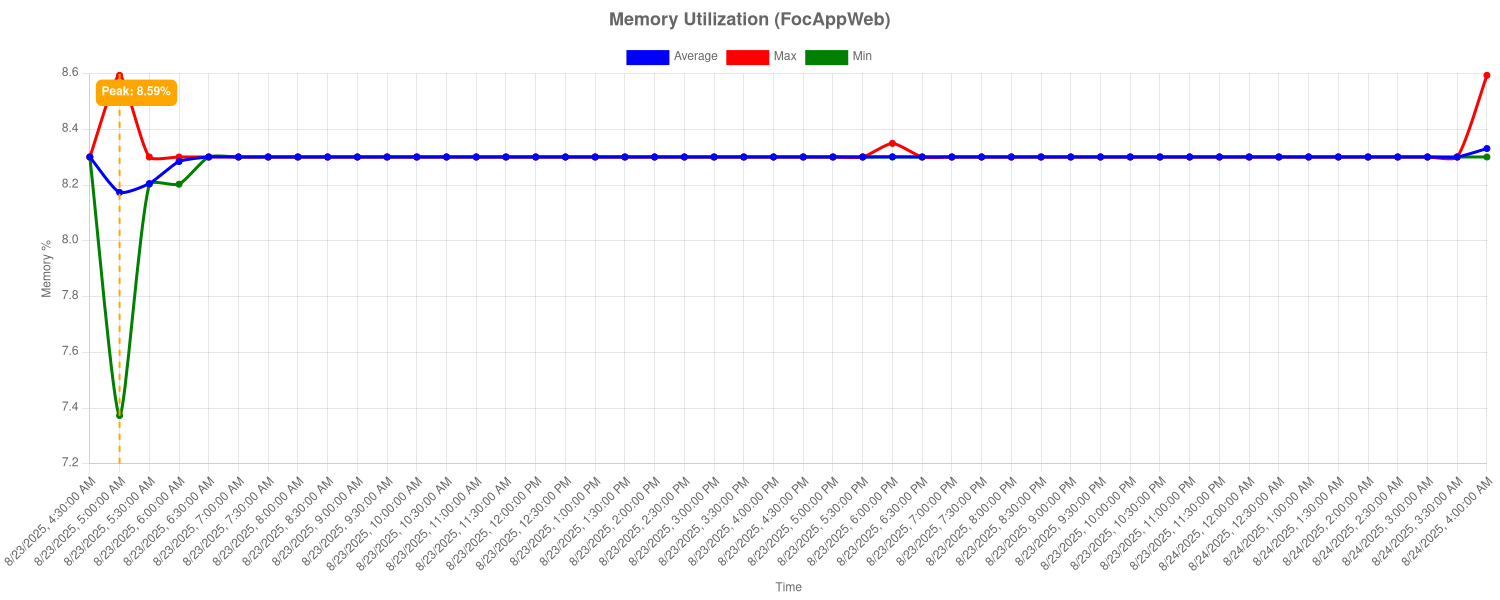 Memory Utilization (FocAppWeb)
Average Max Min
8.6
Peak: 8.59%
8.4
8.2
8.0
7.8
7.6
7.4
7.2
Memory %
8/23/2025, 4:30:00 AM
8/23/2025, 5:00:00 AM
8/23/2025, 5:30:00 AM
8/23/2025, 6:00:00 AM
8/23/2025, 6:30:00 AM
8/23/2025, 7:00:00 AM
8/23/2025, 7:30:00 AM
8/23/2025, 8:00:00 AM
8/23/2025, 8:30:00 AM
8/23/2025, 9:00:00 AM
8/23/2025, 9:30:00 AM
8/23/2025, 10:00:00 AM
8/23/2025, 10:30:00 AM
8/23/2025, 11:00:00 AM
8/23/2025, 11:30:00 AM
8/23/2025, 12:00:00 PM
8/23/2025, 12:30:00 PM
8/23/2025, 1:00:00 PM
8/23/2025, 1:30:00 PM
8/23/2025, 2:00:00 PM
8/23/2025, 2:30:00 PM
8/23/2025, 3:00:00 PM
8/23/2025, 3:30:00 PM
8/23/2025, 4:00:00 PM
8/23/2025, 4:30:00 PM
8/23/2025, 5:00:00 PM
8/23/2025, 5:30:00 PM
8/23/2025, 6:00:00 PM
8/23/2025, 6:30:00 PM
8/23/2025, 7:00:00 PM
8/23/2025, 7:30:00 PM
8/23/2025, 8:00:00 PM
8/23/2025, 8:30:00 PM
8/23/2025, 9:00:00 PM
8/23/2025, 9:30:00 PM
8/23/2025, 10:00:00 PM
8/23/2025, 10:30:00 PM
8/23/2025, 11:00:00 PM
8/23/2025, 11:30:00 PM
8/24/2025, 12:00:00 AM
8/24/2025, 12:30:00 AM
8/24/2025, 1:00:00 AM
8/24/2025, 1:30:00 AM
8/24/2025, 2:00:00 AM
8/24/2025, 2:30:00 AM
8/24/2025, 3:00:00 AM
8/24/2025, 3:30:00 AM
8/24/2025, 4:00:00 AM
Time